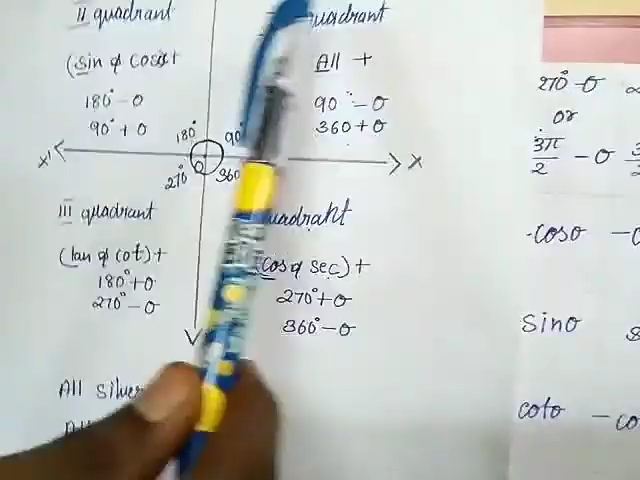 II quadrant
(sin & cosec)+
180°-θ
90°+θ
quadrant
All +
90°-θ
360+θ
180°
90°
X'
0
X
270°
360
III quadrant
(tan & cot)+
180°+θ
270°-θ
quadrant
(cos & sec)+
270°+θ
360°-θ
All silver
270°-θ
or
3π/2 - θ
-cosθ
sinθ
cotθ